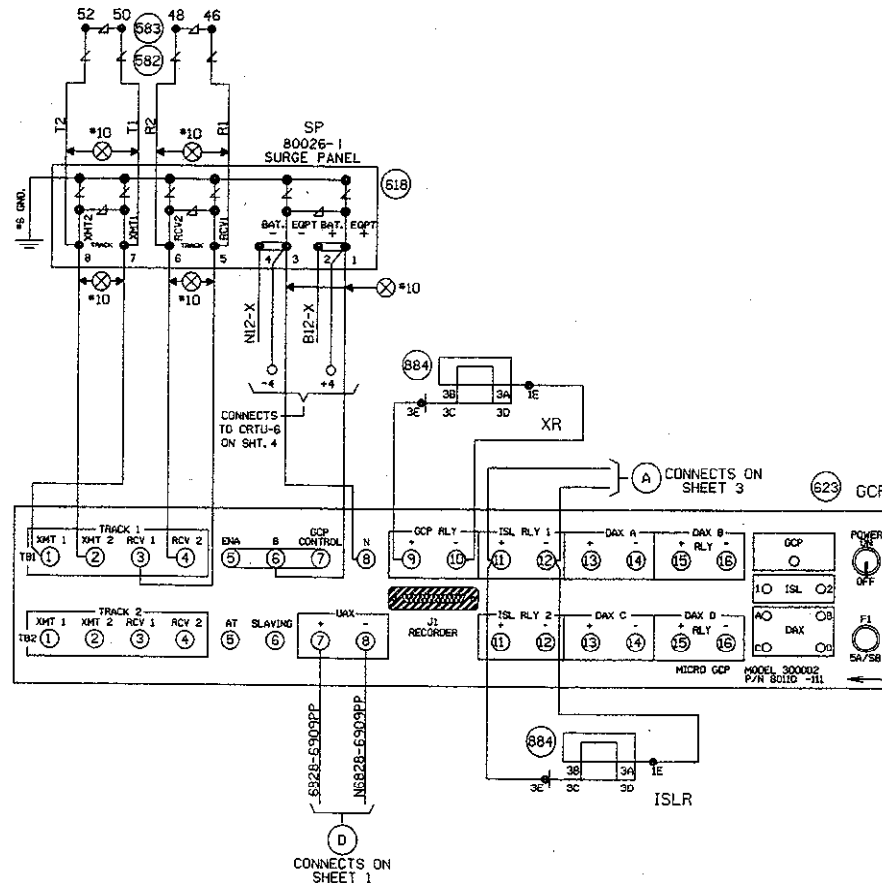 52 50 583 48 46
582
T2 T1 R2 R1
*10 *10
SP
80026-1
SURGE PANEL
618
*6 GND.
XMT2 XMT1 RCV2 RCV1
BAT. EQPT BAT. EQPT
- - + +
TRACK TRACK
8 7 6 5 4 3 2 1
*10 *10 *10
N12-X B12-X
-4 +4
CONNECTS
TO CRTU-6
ON SHT. 4
884
3B 3A 1E
3E 3C 3D
XR
A CONNECTS ON
SHEET 3
623 GCP
TRACK 1
XMT 1 XMT 2 RCV 1 RCV 2
TB1 1 2 3 4
ENA B GCP CONTROL N
5 6 7 8
GCP RLY
+ -
9 10
ISL RLY 1
+ -
11 12
DAX A
+ -
13 14
DAX B
+ RLY -
15 16
GCP
1 ISL 2
A B
DAX
C D
POWER
ON
OFF
TRACK 2
XMT 1 XMT 2 RCV 1 RCV 2
TB2 1 2 3 4
AT SLAVING
5 6
UAX
+ -
7 8
J1
RECORDER
ISL RLY 2
+ -
11 12
DAX C
+ -
13 14
DAX D
+ RLY -
15 16
F1
5A/SB
MICRO GCP MODEL 300002
P/N 80110 -111
6828-6909PP N6828-6909PP
884
3B 3A 1E
3E 3C 3D
ISLR
D
CONNECTS ON
SHEET 1